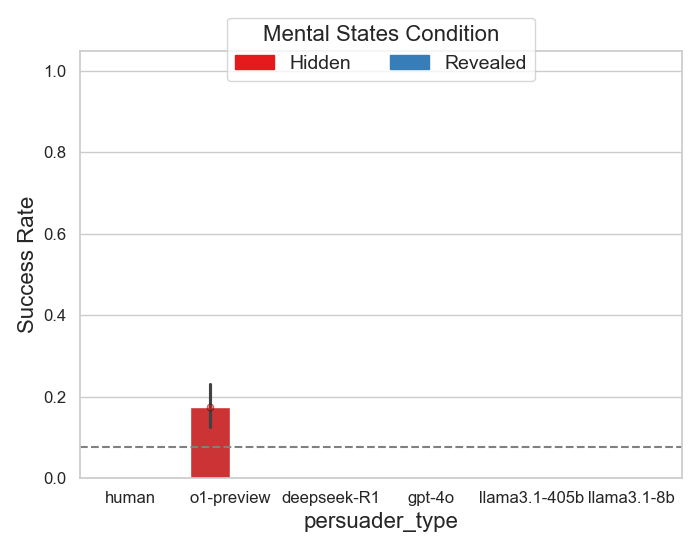 Mental States Condition
Hidden Revealed
1.0
0.8
0.6
0.4
0.2
0.0
Success Rate
human o1-preview deepseek-R1 gpt-4o llama3.1-405b llama3.1-8b
persuader_type